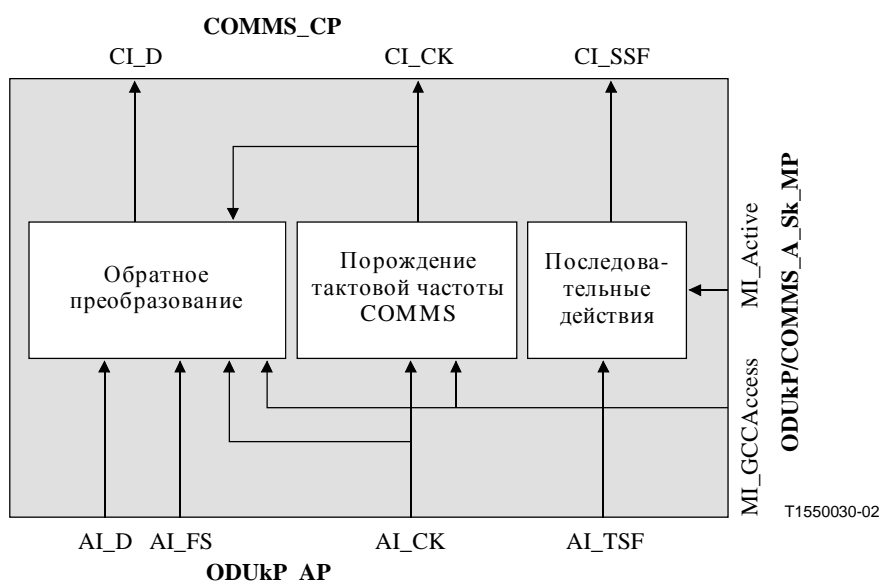 COMMS_CP
CI_D CI_CK CI_SSF
Обратное
преобразование
Порождение
тактовой частоты
COMMS
Последова-
тельные
действия
MI_Active
MI_GCCAccess
ODUkP/COMMS_A_Sk_MP
T1550030-02
AI_D AI_FS AI_CK AI_TSF
ODUkP_AP